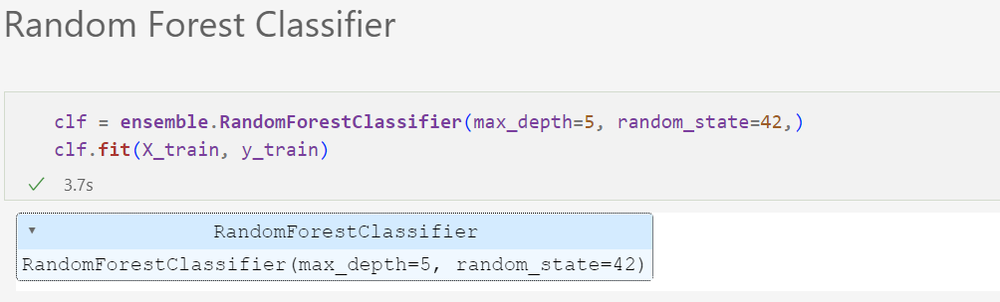 Random Forest Classifier
clf = ensemble.RandomForestClassifier(max_depth=5, random_state=42,)
clf.fit(X_train, y_train)
3.7s
RandomForestClassifier
RandomForestClassifier(max_depth=5, random_state=42)